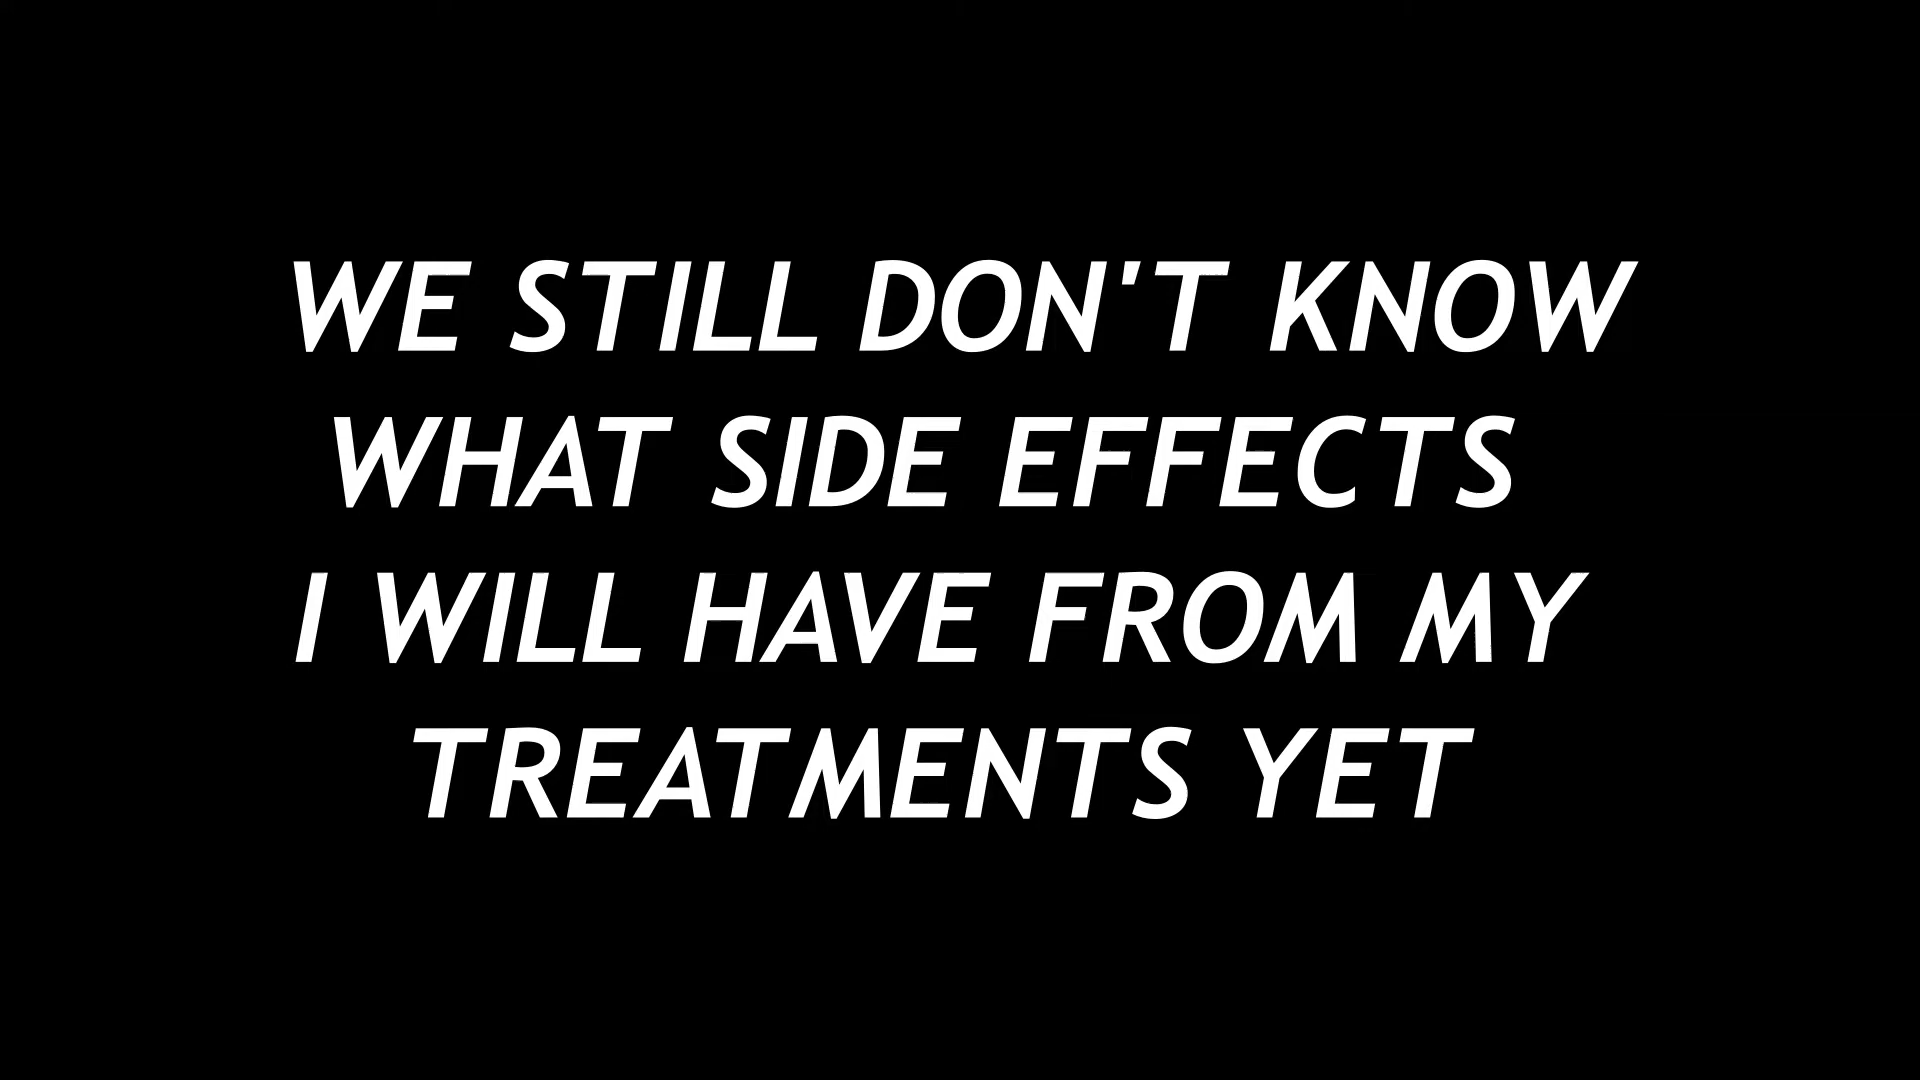 WE STILL DON'T KNOW
WHAT SIDE EFFECTS
I WILL HAVE FROM MY
TREATMENTS YET